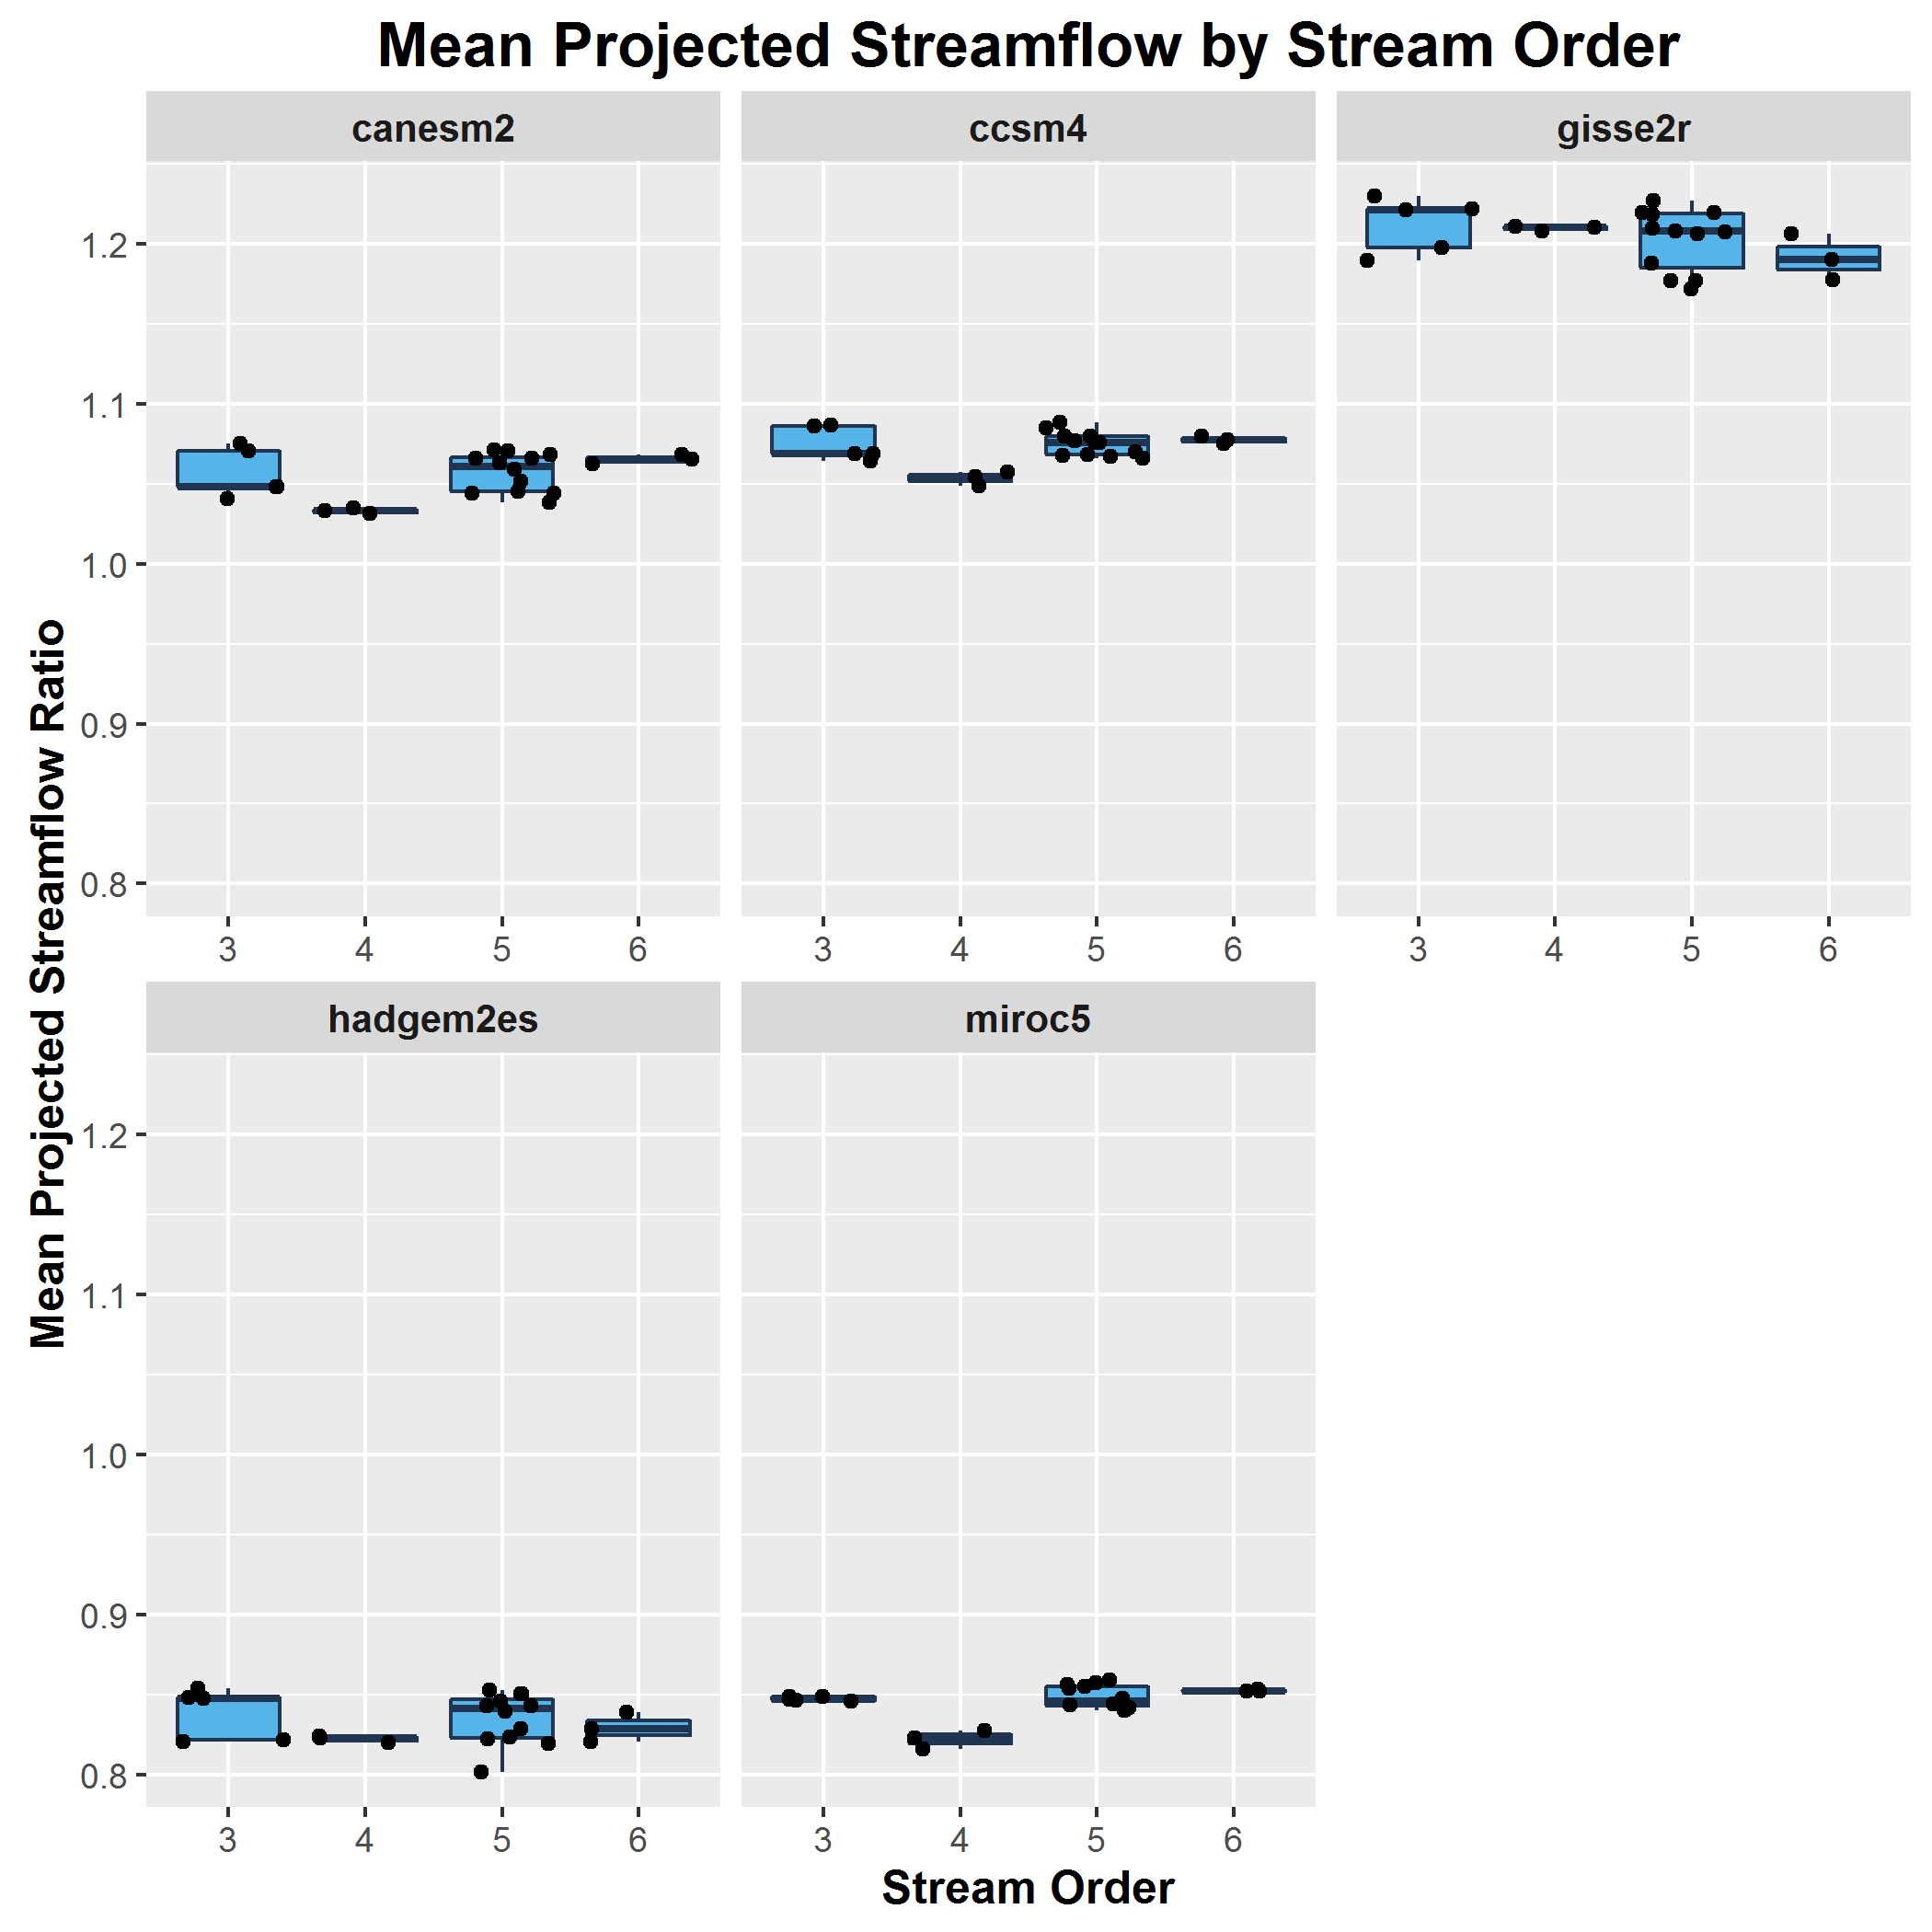 Mean Projected Streamflow by Stream Order
canesm2
ccsm4
gisse2r
1.2
1.1
1.0
0.9
0.8
3 4 5 6
3 4 5 6
3 4 5 6
Mean Projected Streamflow Ratio
hadgem2es
miroc5
1.2
1.1
1.0
0.9
0.8
3 4 5 6
3 4 5 6
Stream Order